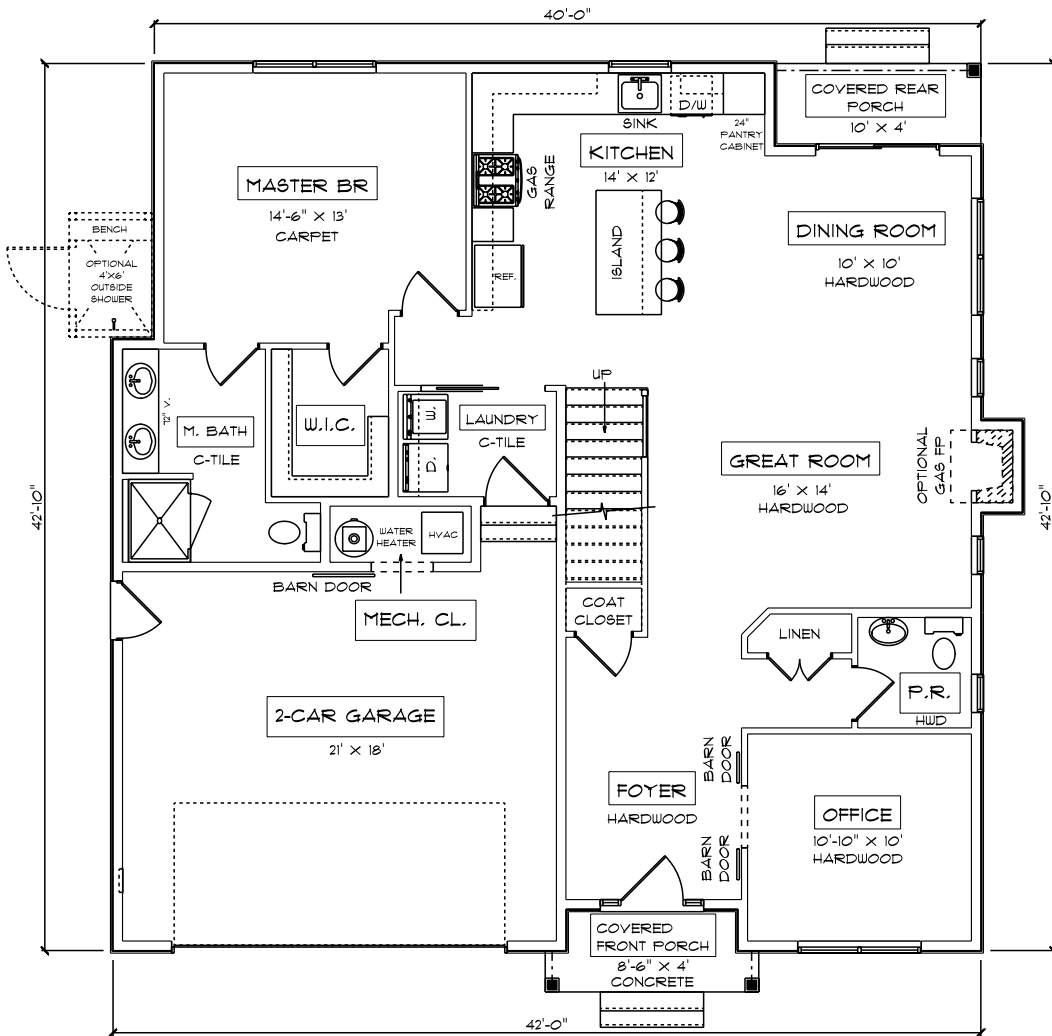 40'-0"
COVERED REAR
PORCH
10' X 4'
SINK
D/W
24"
PANTRY
CABINET
KITCHEN
14' X 12'
GAS
RANGE
MASTER BR
14'-6" X 13'
CARPET
BENCH
OPTIONAL
4'X6'
OUTSIDE
SHOWER
ISLAND
REF.
DINING ROOM
10' X 10'
HARDWOOD
UP
72" V.
M. BATH
C-TILE
W.I.C.
W.
D.
LAUNDRY
C-TILE
GREAT ROOM
16' X 14'
HARDWOOD
OPTIONAL
GAS FP
42'-10"
42'-10"
WATER
HEATER
HVAC
BARN DOOR
MECH. CL.
COAT
CLOSET
LINEN
P.R.
HWD
2-CAR GARAGE
21' X 18'
BARN
DOOR
FOYER
HARDWOOD
BARN
DOOR
OFFICE
10'-10" X 10'
HARDWOOD
COVERED
FRONT PORCH
8'-6" X 4'
CONCRETE
42'-0"